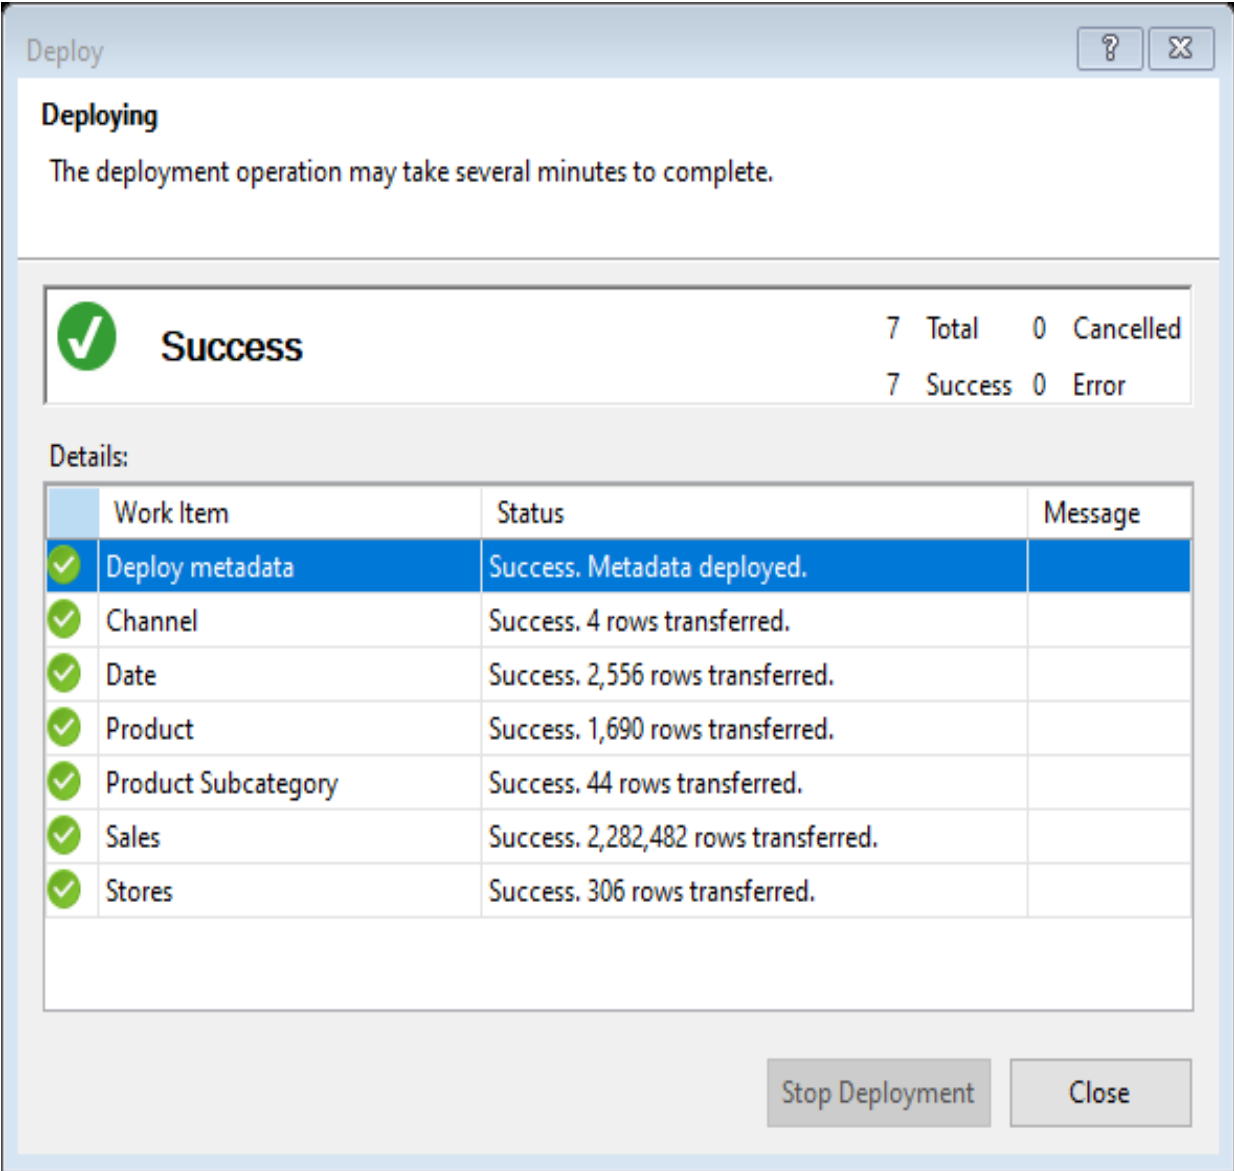 Deploy
Deploying
The deployment operation may take several minutes to complete.
Success
7 Total 0 Cancelled
7 Success 0 Error
Details:
Work Item Status Message
Deploy metadata Success. Metadata deployed.
Channel Success. 4 rows transferred.
Date Success. 2,556 rows transferred.
Product Success. 1,690 rows transferred.
Product Subcategory Success. 44 rows transferred.
Sales Success. 2,282,482 rows transferred.
Stores Success. 306 rows transferred.
Stop Deployment Close